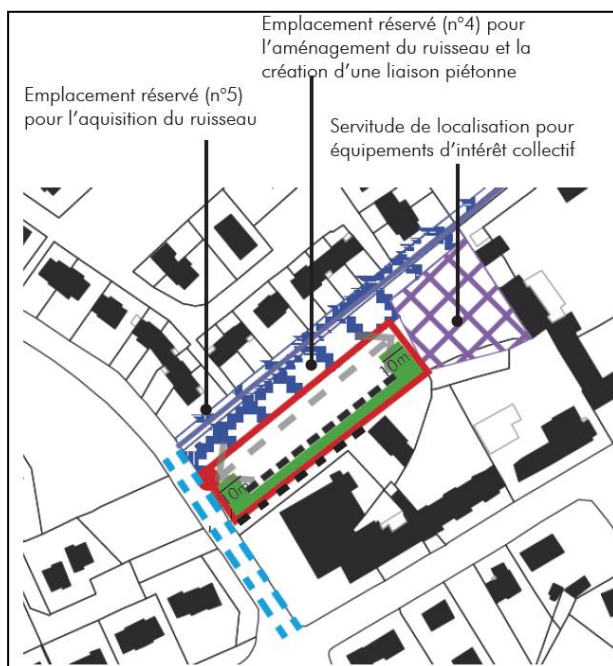 Emplacement réservé (n°4) pour
l'aménagement du ruisseau et la
création d'une liaison piétonne
Emplacement réservé (n°5)
pour l'aquisition du ruisseau
Servitude de localisation pour
équipements d'intérêt collectif
10m
10m